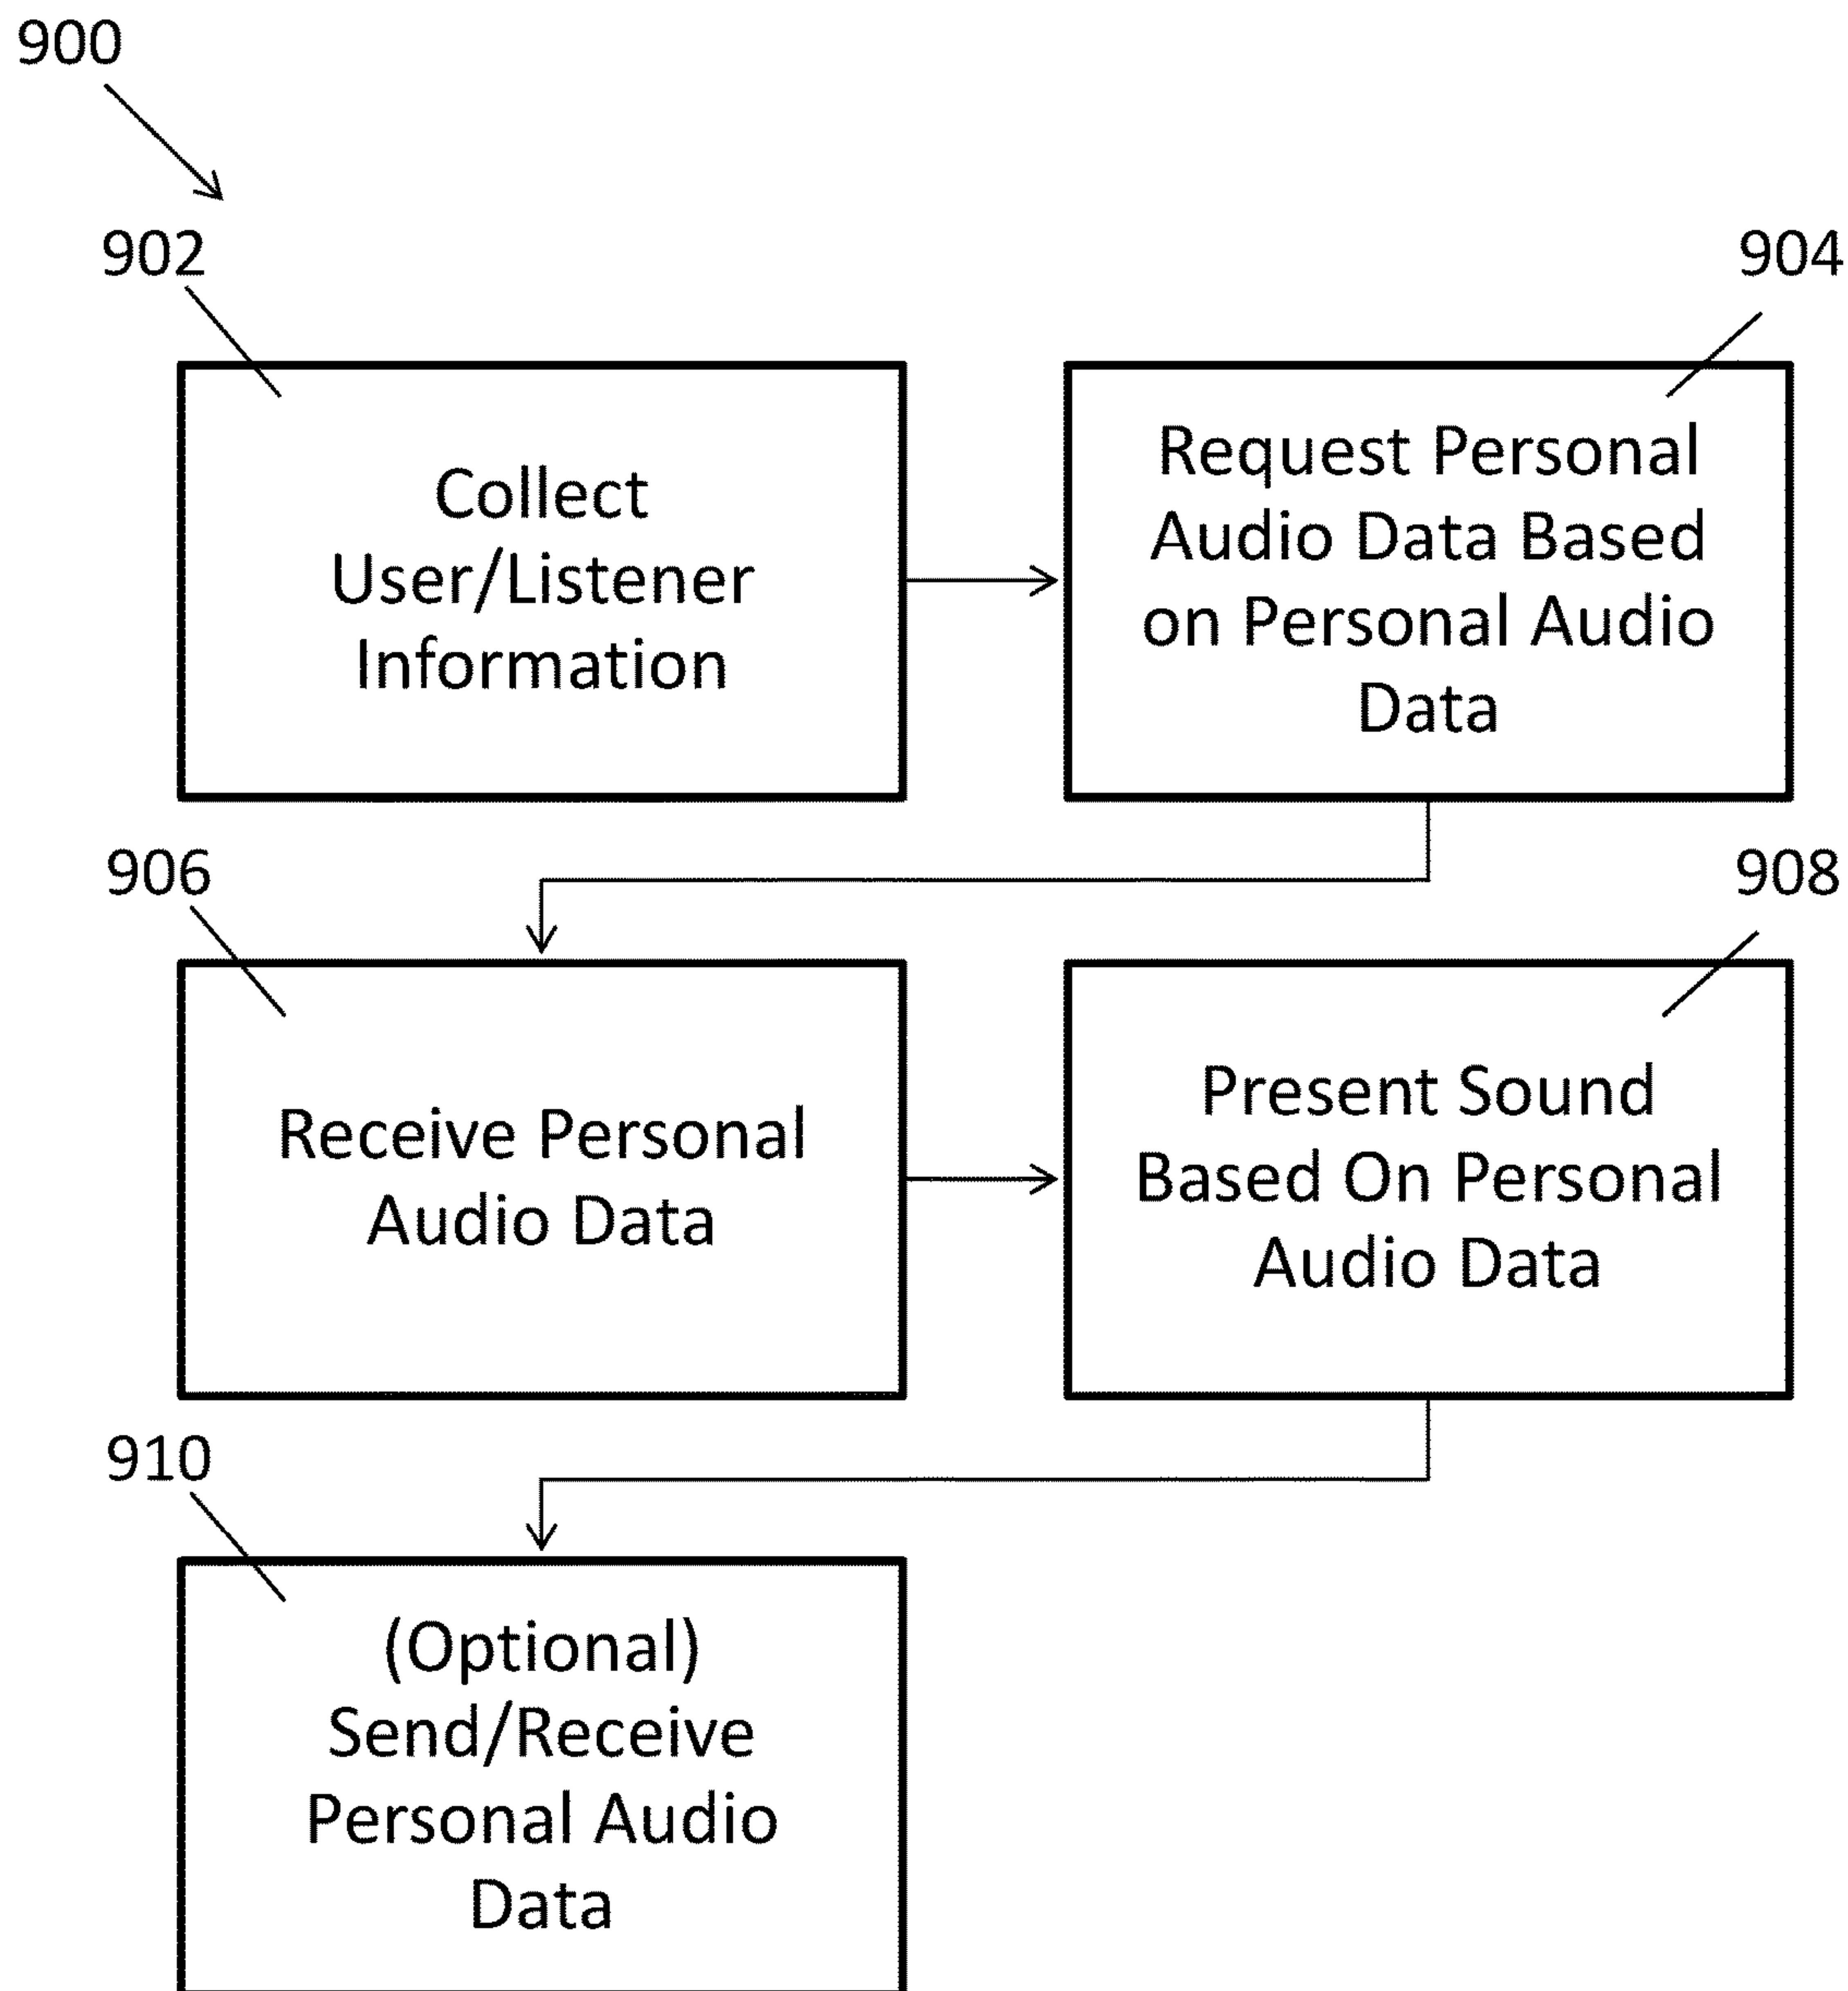 900
902
904
Collect
User/Listener
Information
Request Personal
Audio Data Based
on Personal Audio
Data
906
908
Receive Personal
Audio Data
Present Sound
Based On Personal
Audio Data
910
(Optional)
Send/Receive
Personal Audio
Data